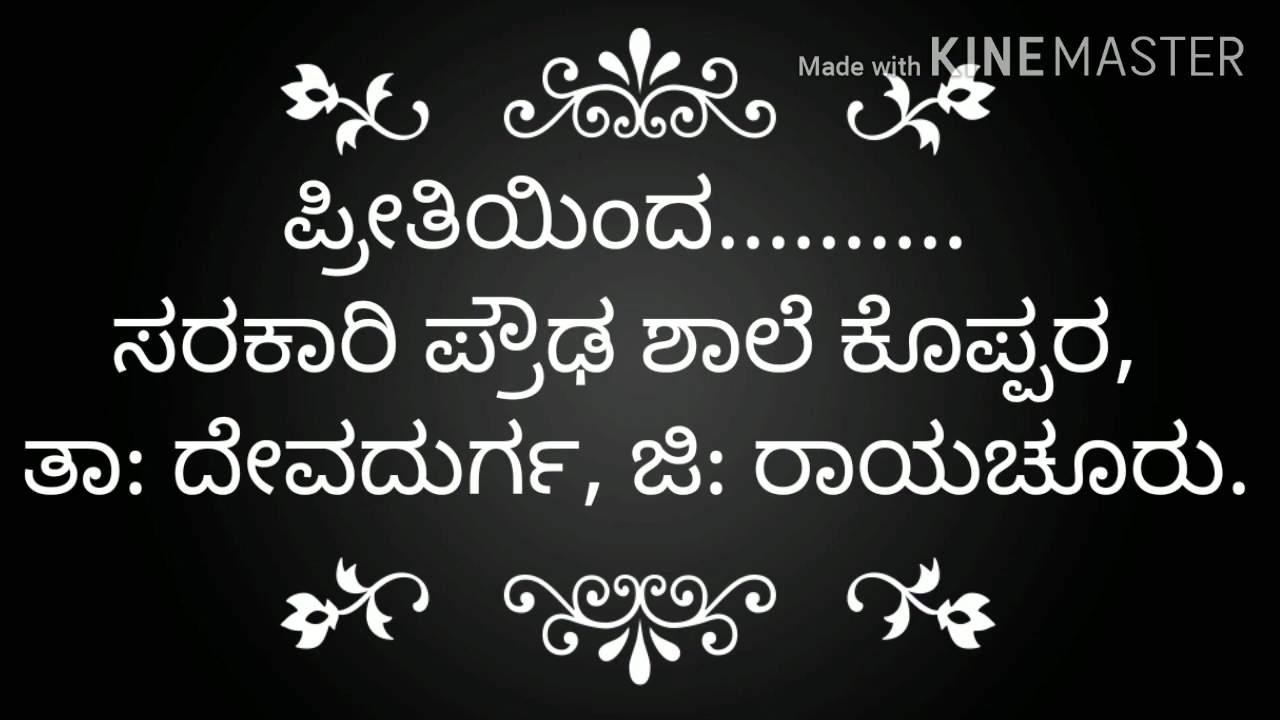 Made with KINEMASTER
ಪ್ರೀತಿಯಿಂದ..........
ಸರಕಾರಿ ಪ್ರೌಢ ಶಾಲೆ ಕೊಪ್ಪರ,
ತಾ: ದೇವದುರ್ಗ, ಜಿ: ರಾಯಚೂರು.